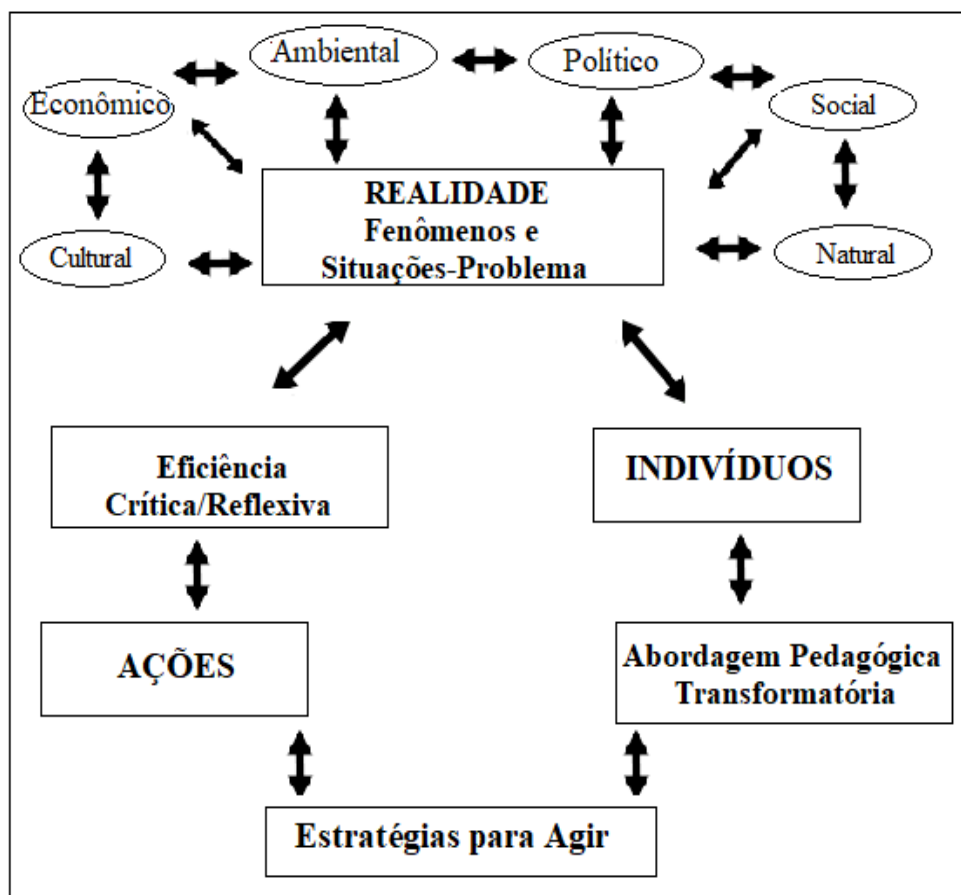 Ambiental
Político
Econômico
Social
REALIDADE
Fenômenos e
Situações-Problema
Cultural
Natural
Eficiência
Crítica/Reflexiva
INDIVÍDUOS
AÇÕES
Abordagem Pedagógica
Transformatória
Estratégias para Agir